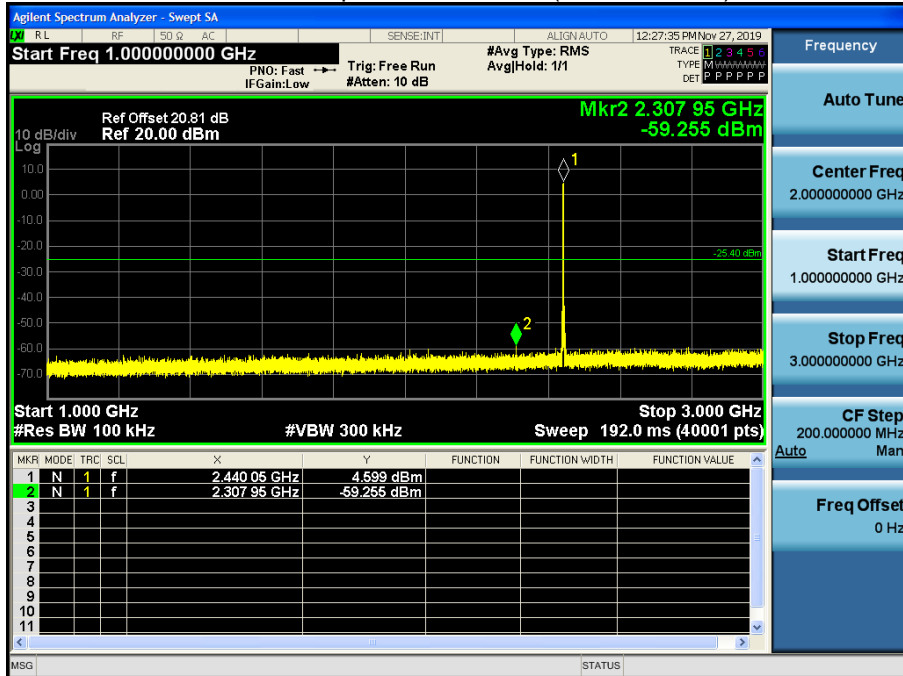 Agilent Spectrum Analyzer - Swept SA
LXI RL RF 50 Ω AC SENSE:INT ALIGN AUTO 12:27:35 PM Nov 27, 2019
Start Freq 1.000000000 GHz
PNO: Fast
IFGain:Low
Trig: Free Run
#Atten: 10 dB
#Avg Type: RMS
Avg|Hold: 1/1
TRACE 1 2 3 4 5 6
TYPE M WWWWW
DET P P P P P P
Ref Offset 20.81 dB
10 dB/div Ref 20.00 dBm
Log
Mkr2 2.307 95 GHz
-59.255 dBm
1
10.0
0.00
-10.0
-20.0
-25.40 dBm
-30.0
-40.0
-50.0
2
-60.0
-70.0
Start 1.000 GHz Stop 3.000 GHz
#Res BW 100 kHz #VBW 300 kHz Sweep 192.0 ms (40001 pts)
MKR MODE TRC SCL X Y FUNCTION FUNCTION WIDTH FUNCTION VALUE
1 N 1 f 2.440 05 GHz 4.599 dBm
2 N 1 f 2.307 95 GHz -59.255 dBm
3
4
5
6
7
8
9
10
11
MSG STATUS
Frequency
Auto Tune
Center Freq
2.000000000 GHz
Start Freq
1.000000000 GHz
Stop Freq
3.000000000 GHz
CF Step
200.000000 MHz
Auto Man
Freq Offset
0 Hz